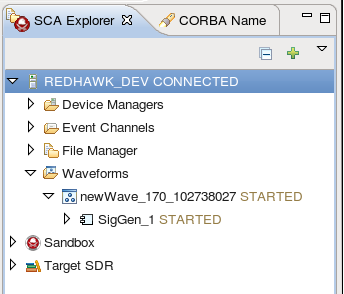 SCA Explorer CORBA Name
REDHAWK_DEV CONNECTED
Device Managers
Event Channels
File Manager
Waveforms
newWave_170_102738027 STARTED
SigGen_1 STARTED
Sandbox
Target SDR